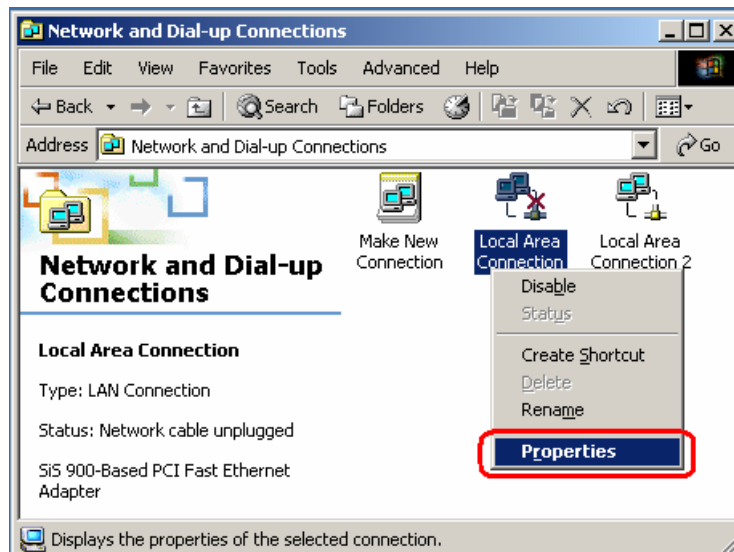 Network and Dial-up Connections
File Edit View Favorites Tools Advanced Help
Back Search Folders
Address Network and Dial-up Connections Go
Make New Connection
Local Area Connection
Local Area Connection 2
Network and Dial-up
Connections
Local Area Connection
Type: LAN Connection
Status: Network cable unplugged
SiS 900-Based PCI Fast Ethernet
Adapter
Disable
Status
Create Shortcut
Delete
Rename
Properties
Displays the properties of the selected connection.